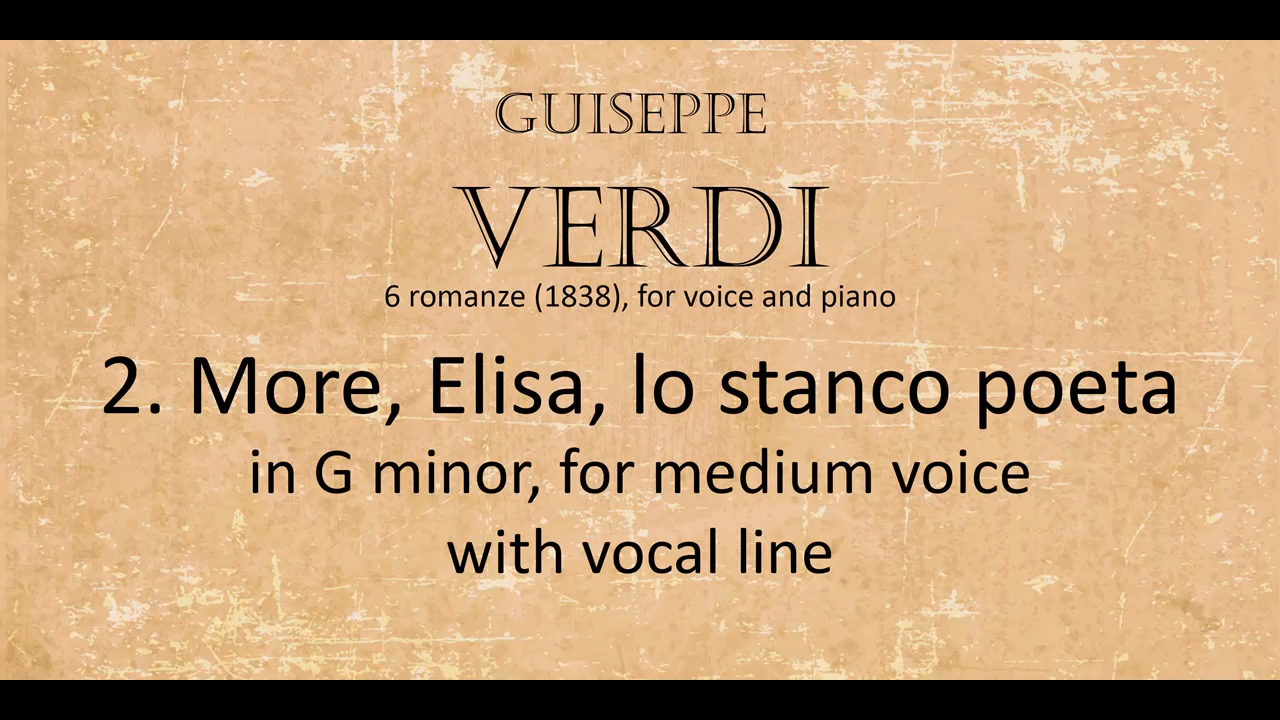 GUISEPPE
VERDI
6 romanze (1838), for voice and piano
2. More, Elisa, lo stanco poeta
in G minor, for medium voice
with vocal line